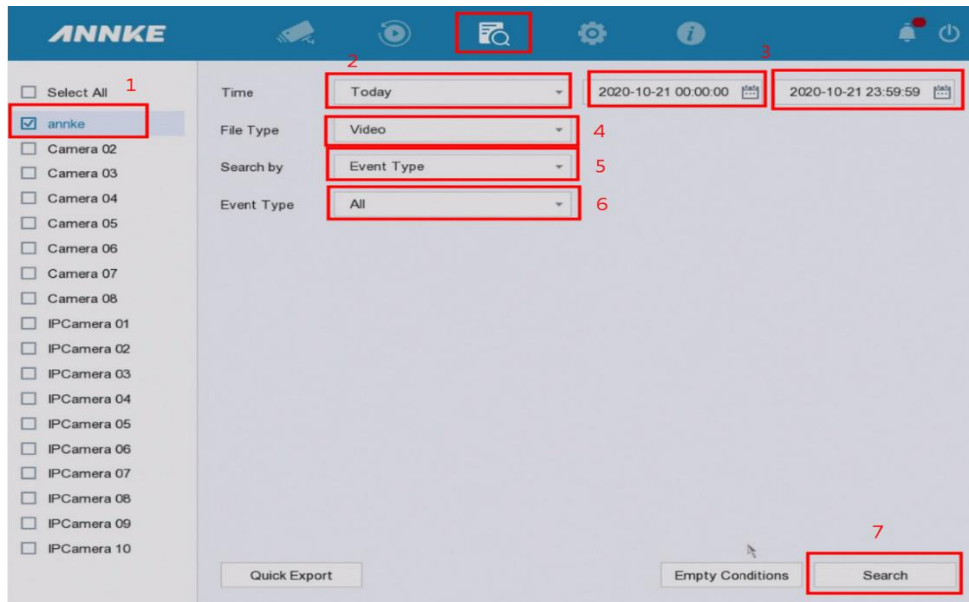 ANNKE
Select All 1
annke
Camera 02
Camera 03
Camera 04
Camera 05
Camera 06
Camera 07
Camera 08
IPCamera 01
IPCamera 02
IPCamera 03
IPCamera 04
IPCamera 05
IPCamera 06
IPCamera 07
IPCamera 08
IPCamera 09
IPCamera 10
2 3
Time Today 2020-10-21 00:00:00 2020-10-21 23:59:59
File Type Video 4
Search by Event Type 5
Event Type All 6
7
Quick Export Empty Conditions Search